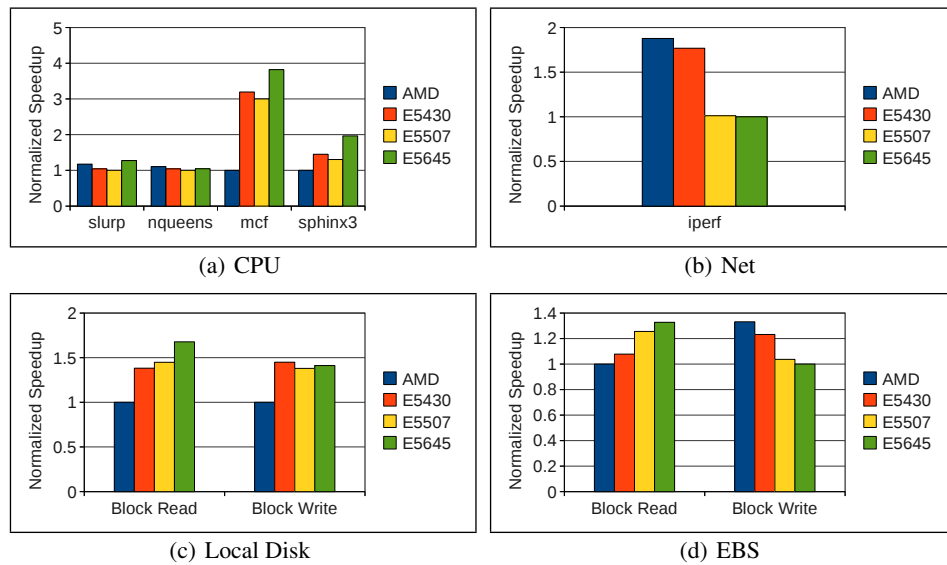 Normalized Speedup
5
4
3
2
1
0
slurp nqueens mcf sphinx3
AMD
E5430
E5507
E5645
(a) CPU
Normalized Speedup
2
1.5
1
0.5
0
iperf
AMD
E5430
E5507
E5645
(b) Net
Normalized Speedup
2
1.5
1
0.5
0
Block Read Block Write
AMD
E5430
E5507
E5645
(c) Local Disk
Normalized Speedup
1.4
1.2
1
0.8
0.6
0.4
0.2
0
Block Read Block Write
AMD
E5430
E5507
E5645
(d) EBS